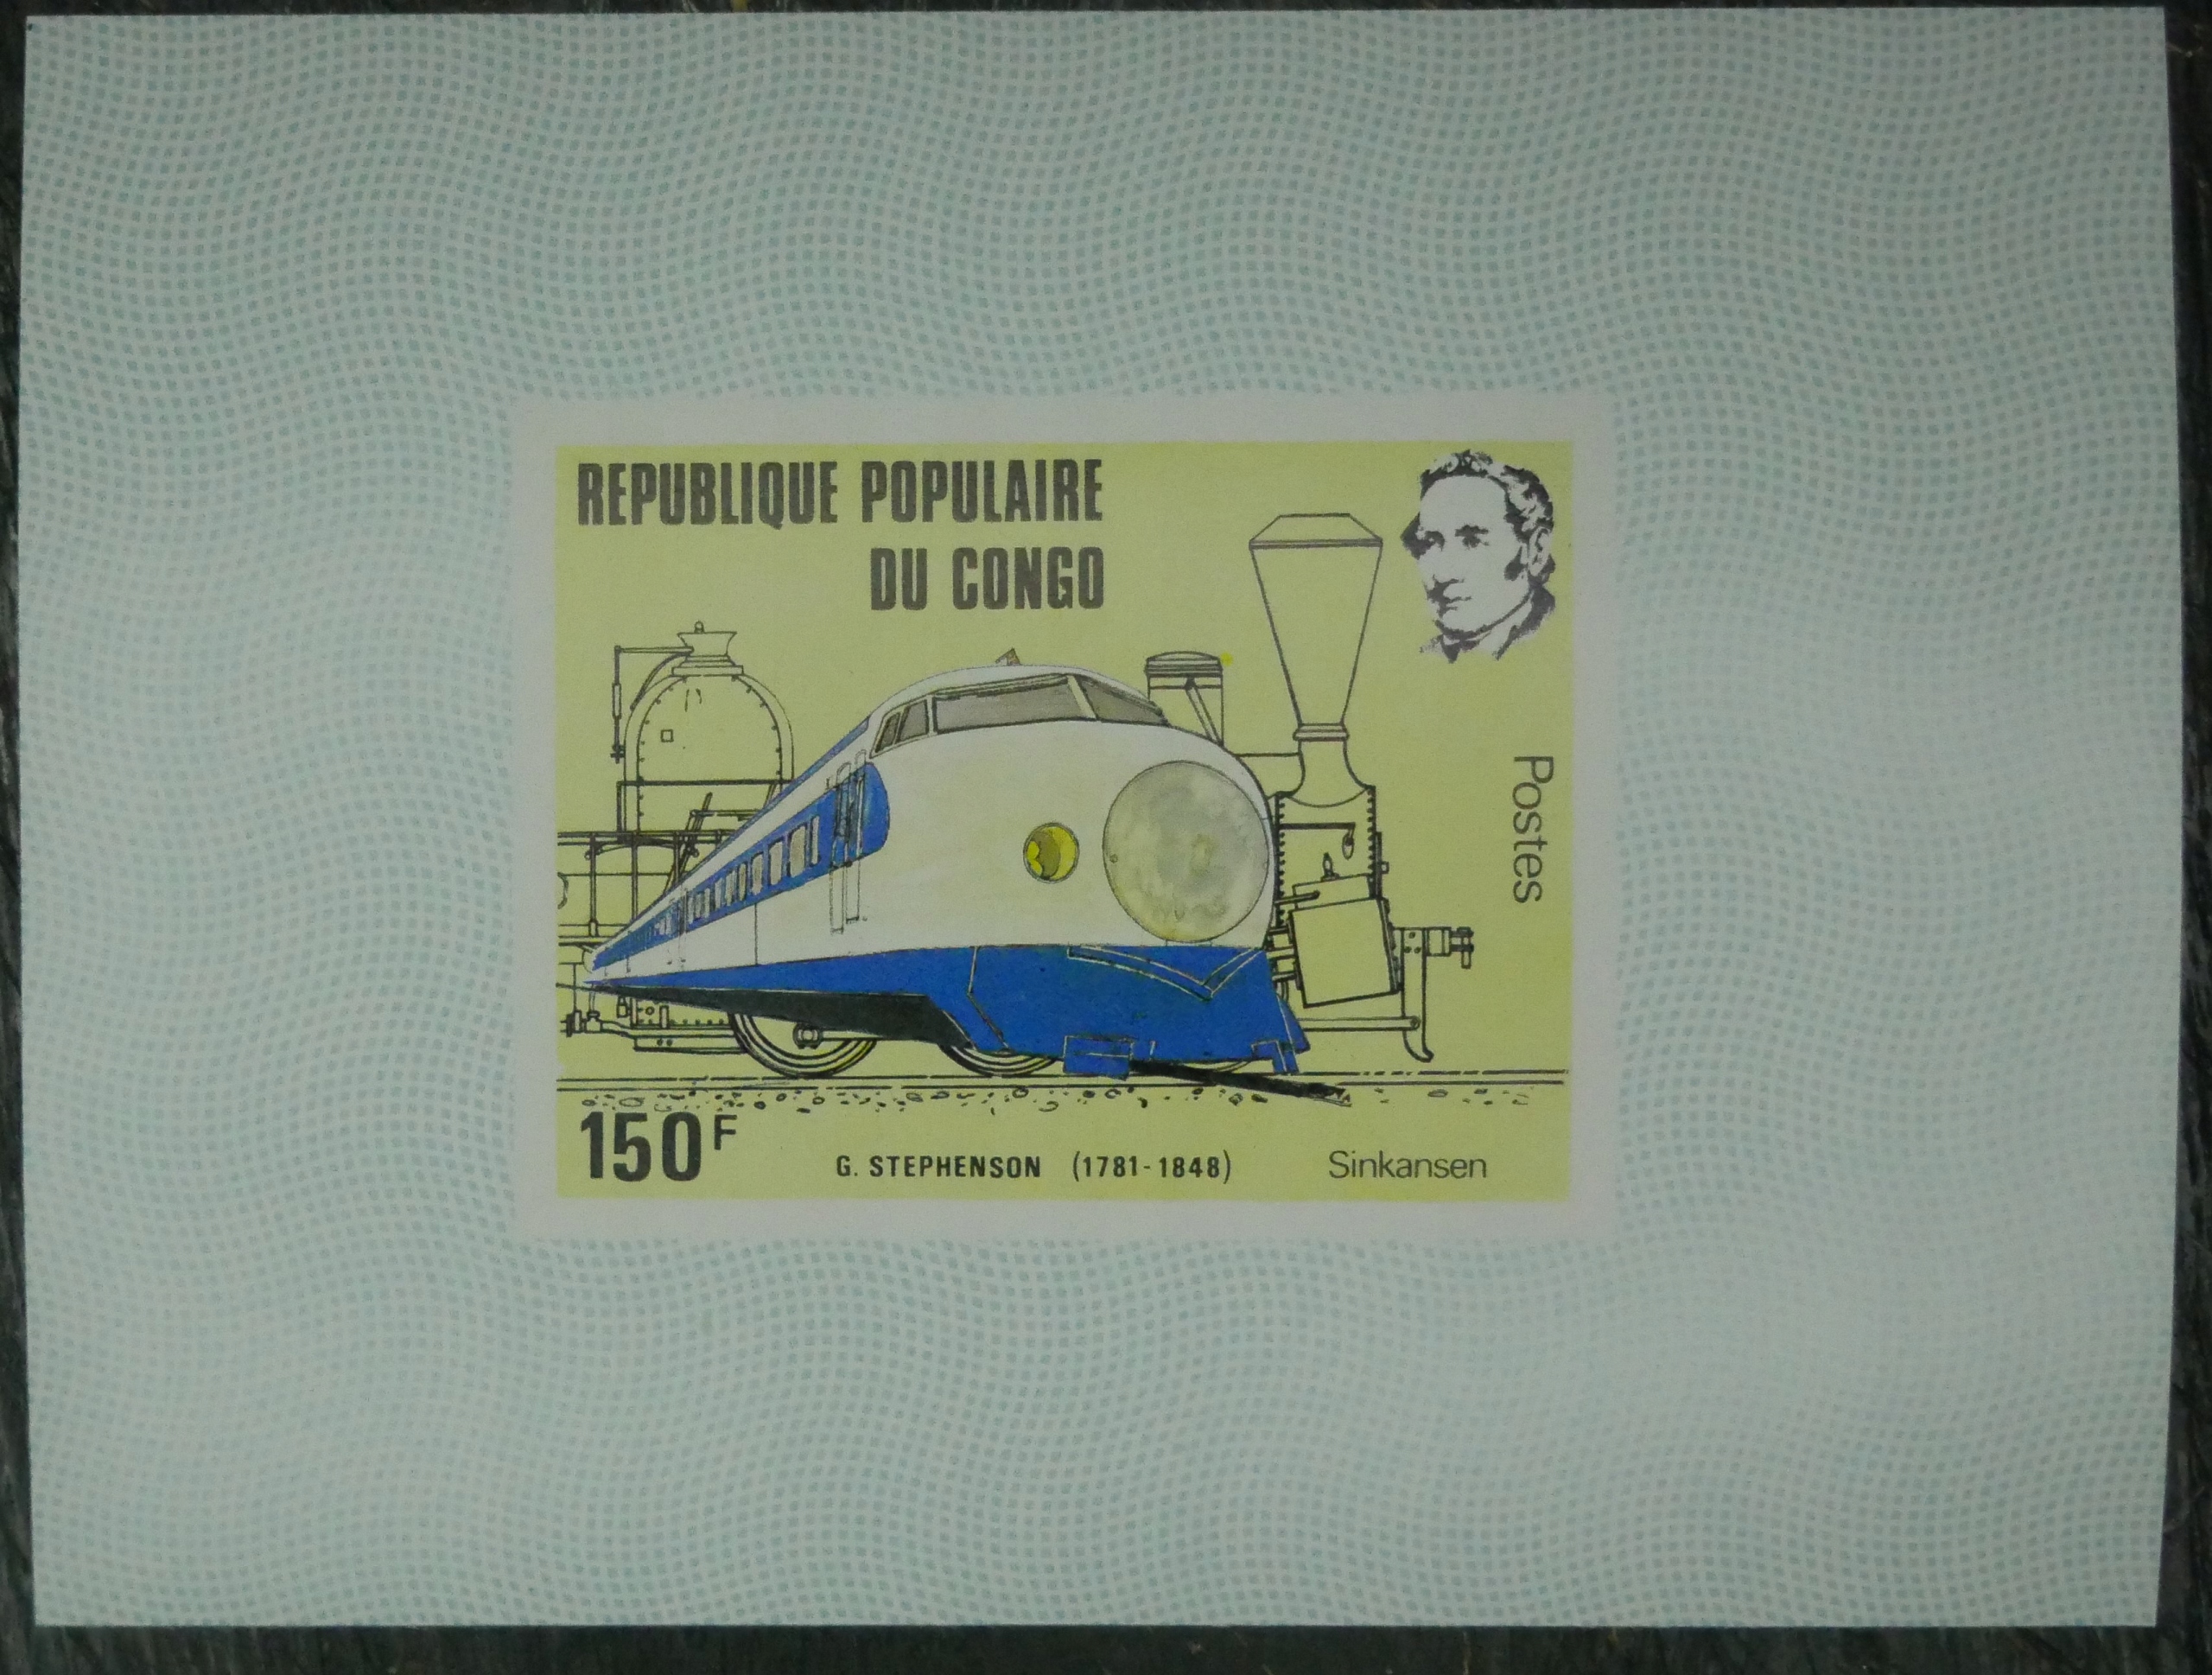 REPUBLIQUE POPULAIRE
DU CONGO
Postes
150F
G. STEPHENSON (1781-1848)
Sinkansen